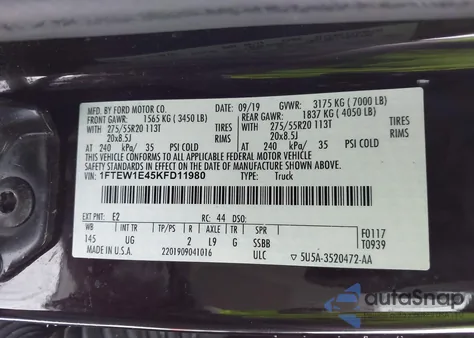 MFD. BY FORD MOTOR CO.
09/19 GVWR: 3175 KG ( 7000 LB)
FRONT GAWR: 1565 KG ( 3450 LB) REAR GAWR: 1837 KG ( 4050 LB)
WITH 275/55R20 113T TIRES WITH 275/55R20 113T TIRES
20x8.5J RIMS 20x8.5J RIMS
AT 240 kPa/ 35 PSI COLD AT 240 kPa/ 35 PSI COLD
THIS VEHICLE CONFORMS TO ALL APPLICABLE FEDERAL MOTOR VEHICLE
SAFETY STANDARDS IN EFFECT ON THE DATE OF MANUFACTURE SHOWN ABOVE.
VIN: 1FTEW1E45KFD11980 TYPE: Truck
EXT PNT: E2 RC: 44 DSO:
WB INT TR TP/PS R AXLE TR SPR F0117
145 UG 2 L9 G SSBB T0939
MADE IN U.S.A. 2201909041016 ULC ▽5U5A-3520472-AA
autoSnap